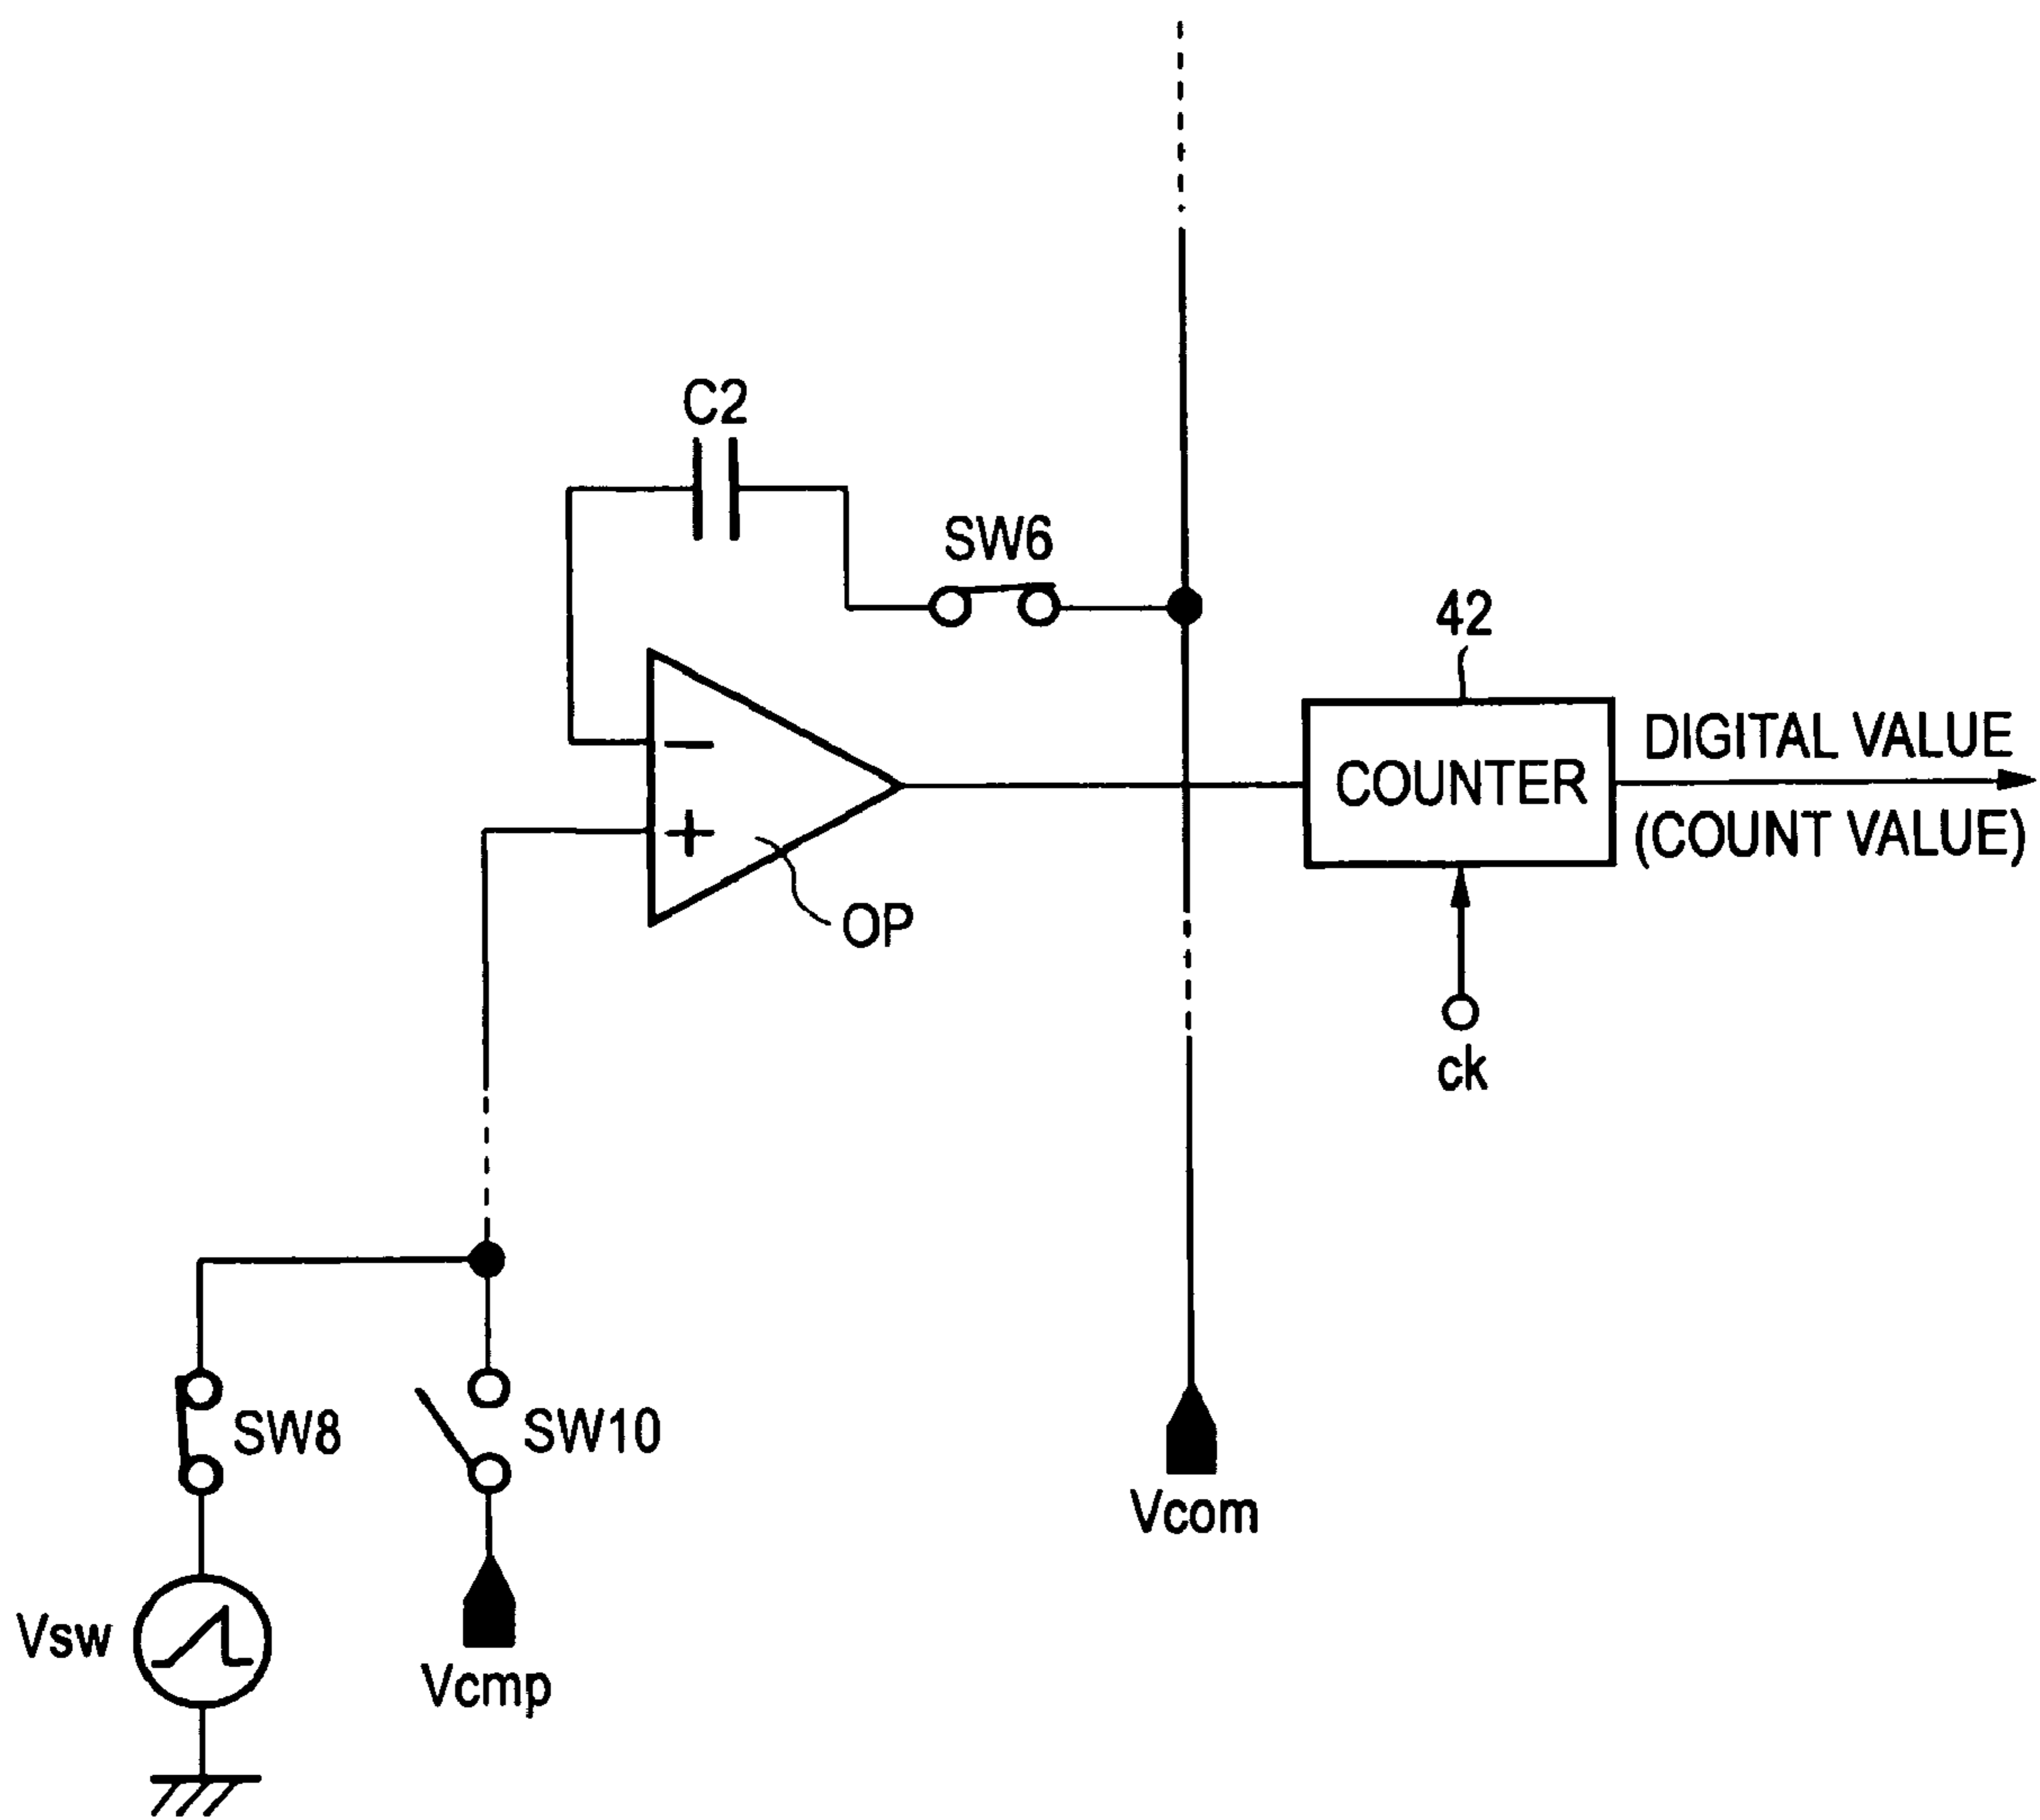 C2
SW6
42
DIGITAL VALUE
COUNTER
(COUNT VALUE)
−
+
OP
ck
SW8
SW10
Vcom
Vsw
Vcmp